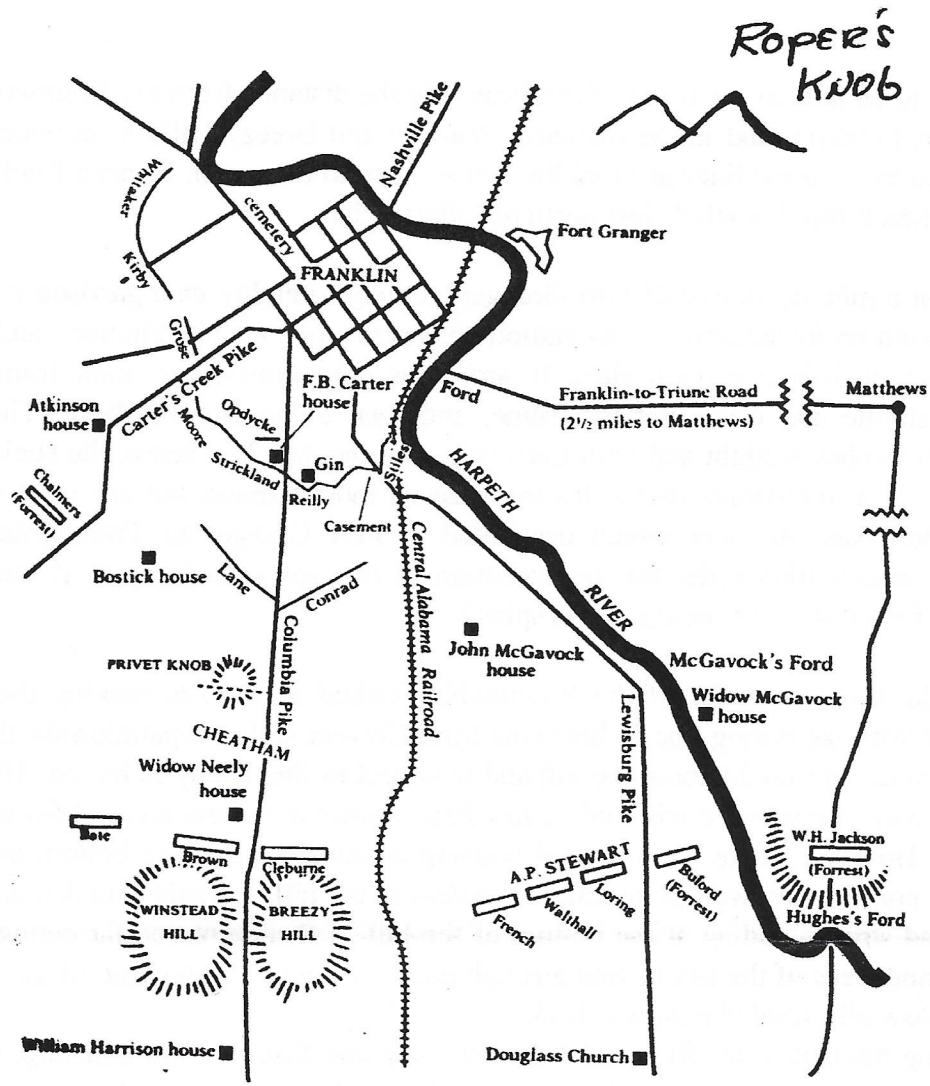 ROPER'S
KNOB
Nashville Pike
Whitaker
cemetery
Fort Granger
Kirby
FRANKLIN
Gruse
Carter's Creek Pike
F.B. Carter
house
Ford
Franklin-to-Triune Road
(2½ miles to Matthews)
Matthews
Atkinson
house
Moore
Opdycke
Strickland
Gin
Reilly
Stiles
Casement
HARPETH
RIVER
Chalmers
(Forrest)
Bostick house
Lane
Conrad
Columbia Pike
Central Alabama Railroad
John McGavock
house
McGavock's Ford
Widow McGavock
house
PRIVET KNOB
CHEATHAM
Lewisburg Pike
Widow Neely
house
Bate
Brown
Cleburne
A.P. STEWART
French
Walthall
Loring
Buford
(Forrest)
W.H. Jackson
(Forrest)
Hughes's Ford
WINSTEAD
HILL
BREEZY
HILL
William Harrison house
Douglass Church